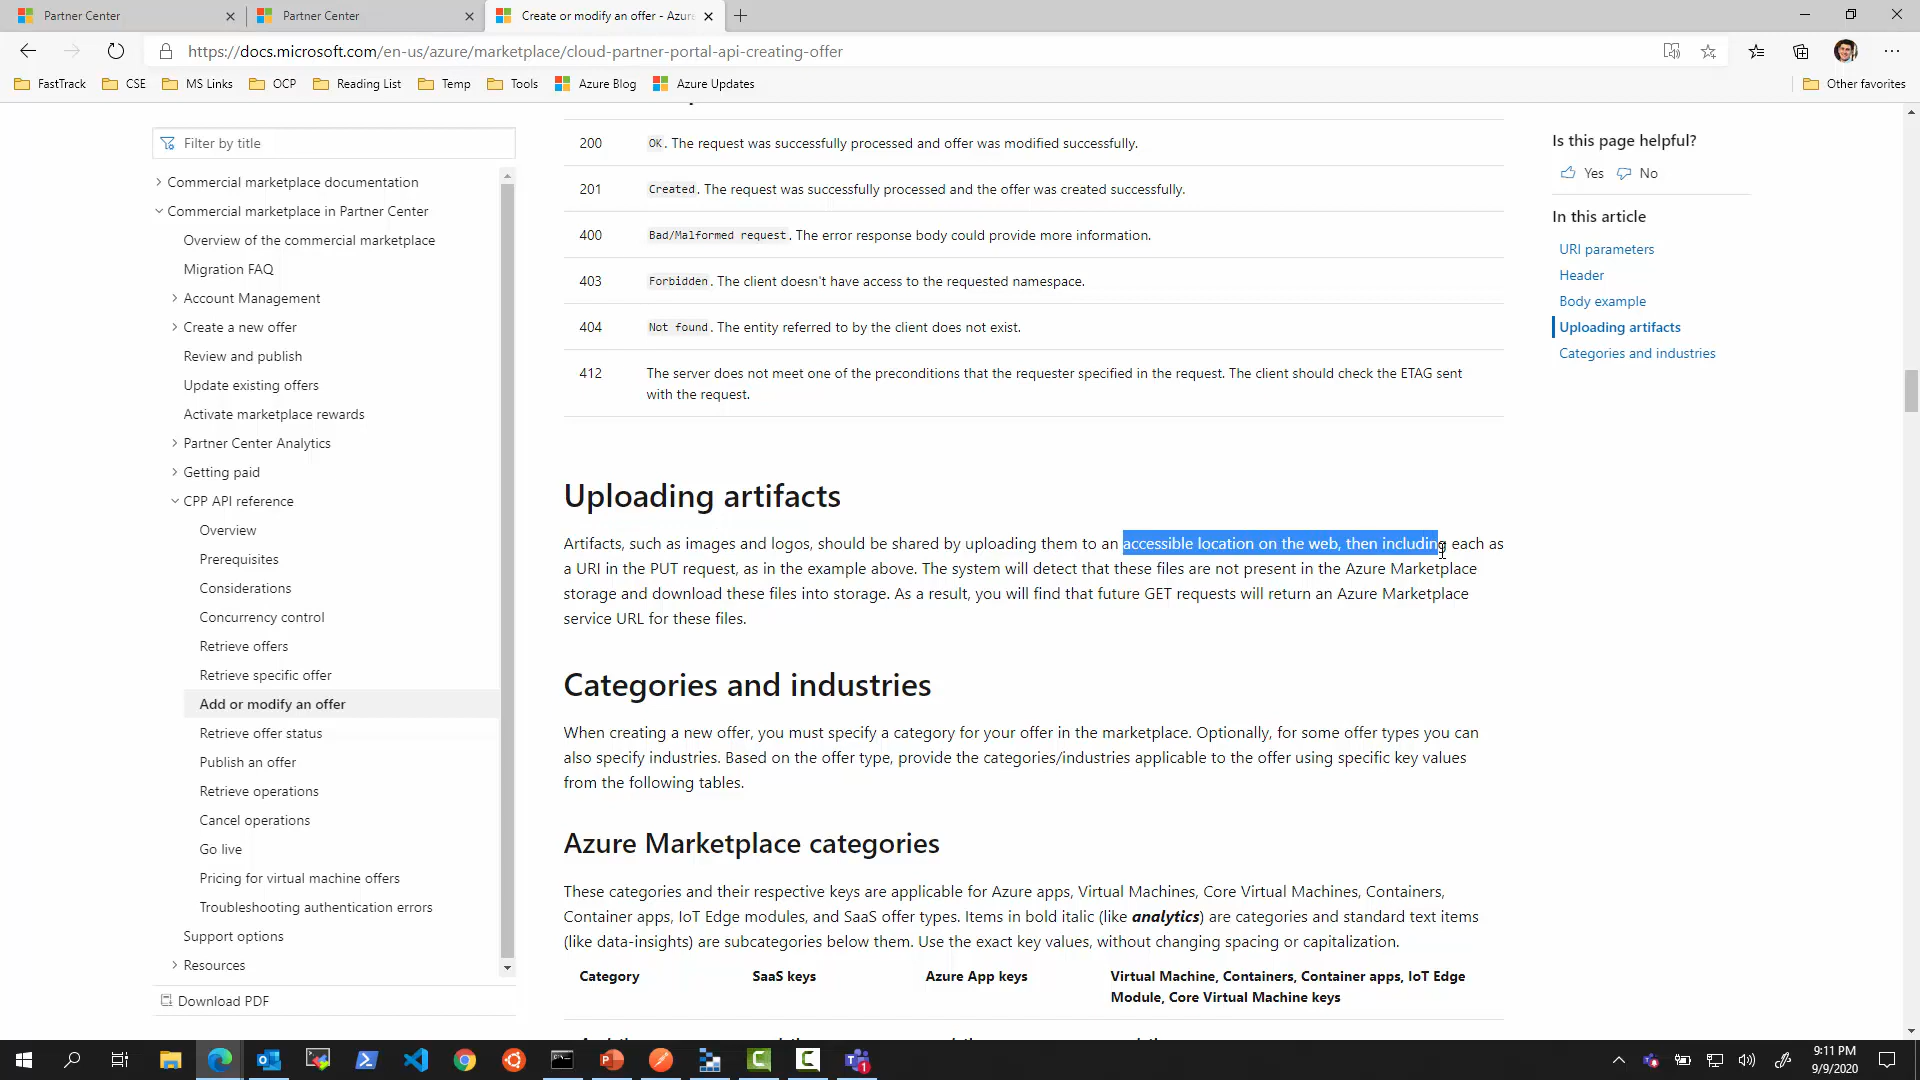 Partner Center
Partner Center
Create or modify an offer - Azure
https://docs.microsoft.com/en-us/azure/marketplace/cloud-partner-portal-api-creating-offer
FastTrack
CSE
MS Links
OCP
Reading List
Temp
Tools
Azure Blog
Azure Updates
Other favorites
Filter by title
Commercial marketplace documentation
Commercial marketplace in Partner Center
Overview of the commercial marketplace
Migration FAQ
Account Management
Create a new offer
Review and publish
Update existing offers
Activate marketplace rewards
Partner Center Analytics
Getting paid
CPP API reference
Overview
Prerequisites
Considerations
Concurrency control
Retrieve offers
Retrieve specific offer
Add or modify an offer
Retrieve offer status
Publish an offer
Retrieve operations
Cancel operations
Go live
Pricing for virtual machine offers
Troubleshooting authentication errors
Support options
Resources
Download PDF
200 OK. The request was successfully processed and offer was modified successfully.
201 Created. The request was successfully processed and the offer was created successfully.
400 Bad/Malformed request. The error response body could provide more information.
403 Forbidden. The client doesn't have access to the requested namespace.
404 Not found. The entity referred to by the client does not exist.
412 The server does not meet one of the preconditions that the requester specified in the request. The client should check the ETAG sent
with the request.
Uploading artifacts
Artifacts, such as images and logos, should be shared by uploading them to an accessible location on the web, then including each as
a URI in the PUT request, as in the example above. The system will detect that these files are not present in the Azure Marketplace
storage and download these files into storage. As a result, you will find that future GET requests will return an Azure Marketplace
service URL for these files.
Categories and industries
When creating a new offer, you must specify a category for your offer in the marketplace. Optionally, for some offer types you can
also specify industries. Based on the offer type, provide the categories/industries applicable to the offer using specific key values
from the following tables.
Azure Marketplace categories
These categories and their respective keys are applicable for Azure apps, Virtual Machines, Core Virtual Machines, Containers,
Container apps, IoT Edge modules, and SaaS offer types. Items in bold italic (like analytics) are categories and standard text items
(like data-insights) are subcategories below them. Use the exact key values, without changing spacing or capitalization.
Category
SaaS keys
Azure App keys
Virtual Machine, Containers, Container apps, IoT Edge
Module, Core Virtual Machine keys
Is this page helpful?
Yes
No
In this article
URI parameters
Header
Body example
Uploading artifacts
Categories and industries
9:11 PM
9/9/2020